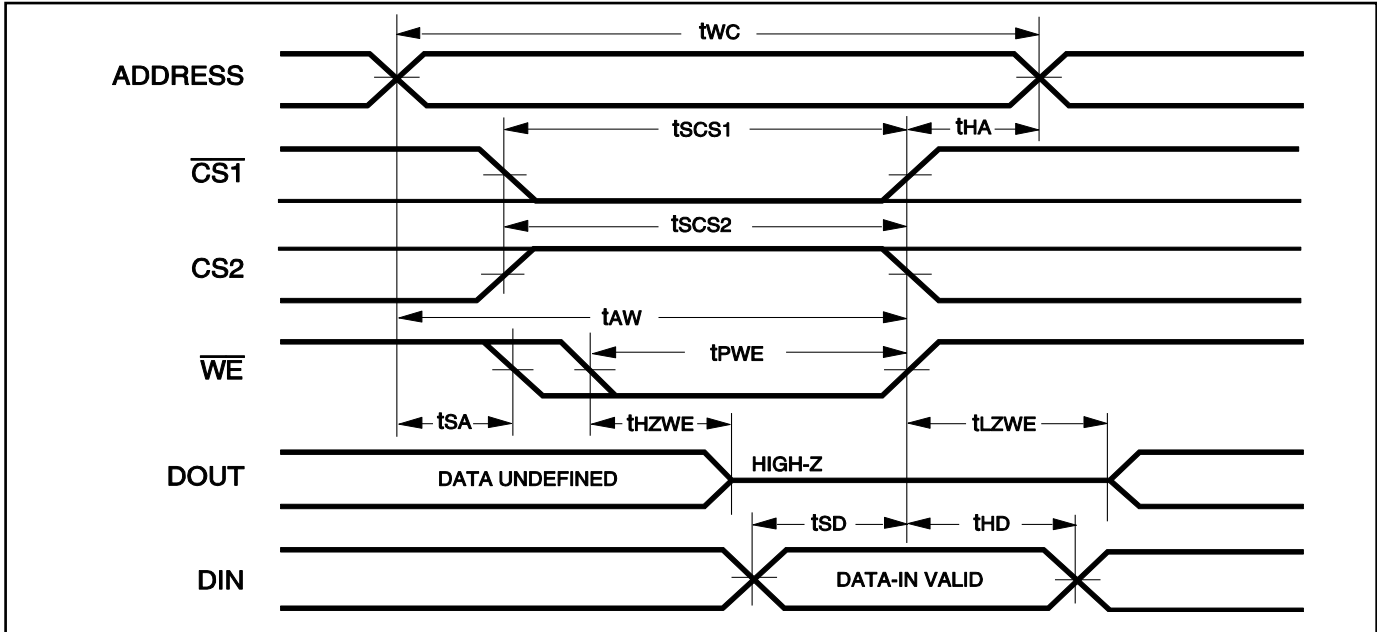 tWC
ADDRESS
tSCS1
tHA
CS1
tSCS2
CS2
tAW
WE
tPWE
tSA
tHZWE
tLZWE
DOUT
DATA UNDEFINED
HIGH-Z
tSD
tHD
DIN
DATA-IN VALID